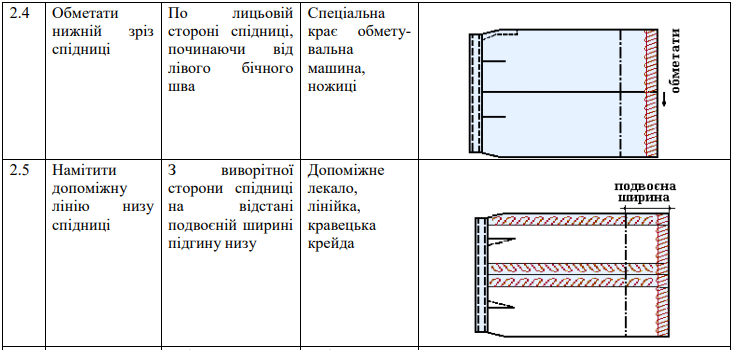 2.4
Обметати
нижній зріз
спідниці
По лицьовій
стороні спідниці,
починаючи від
лівого бічного
шва
Спеціальна
крає обмету-
вальна
машина,
ножиці
обметати
2.5
Намітити
допоміжну
лінію низу
спідниці
З виворітної
сторони спідниці
на відстані
подвоєній ширині
підгину низу
Допоміжне
лекало,
лінійка,
кравецька
крейда
подвоєна
ширина